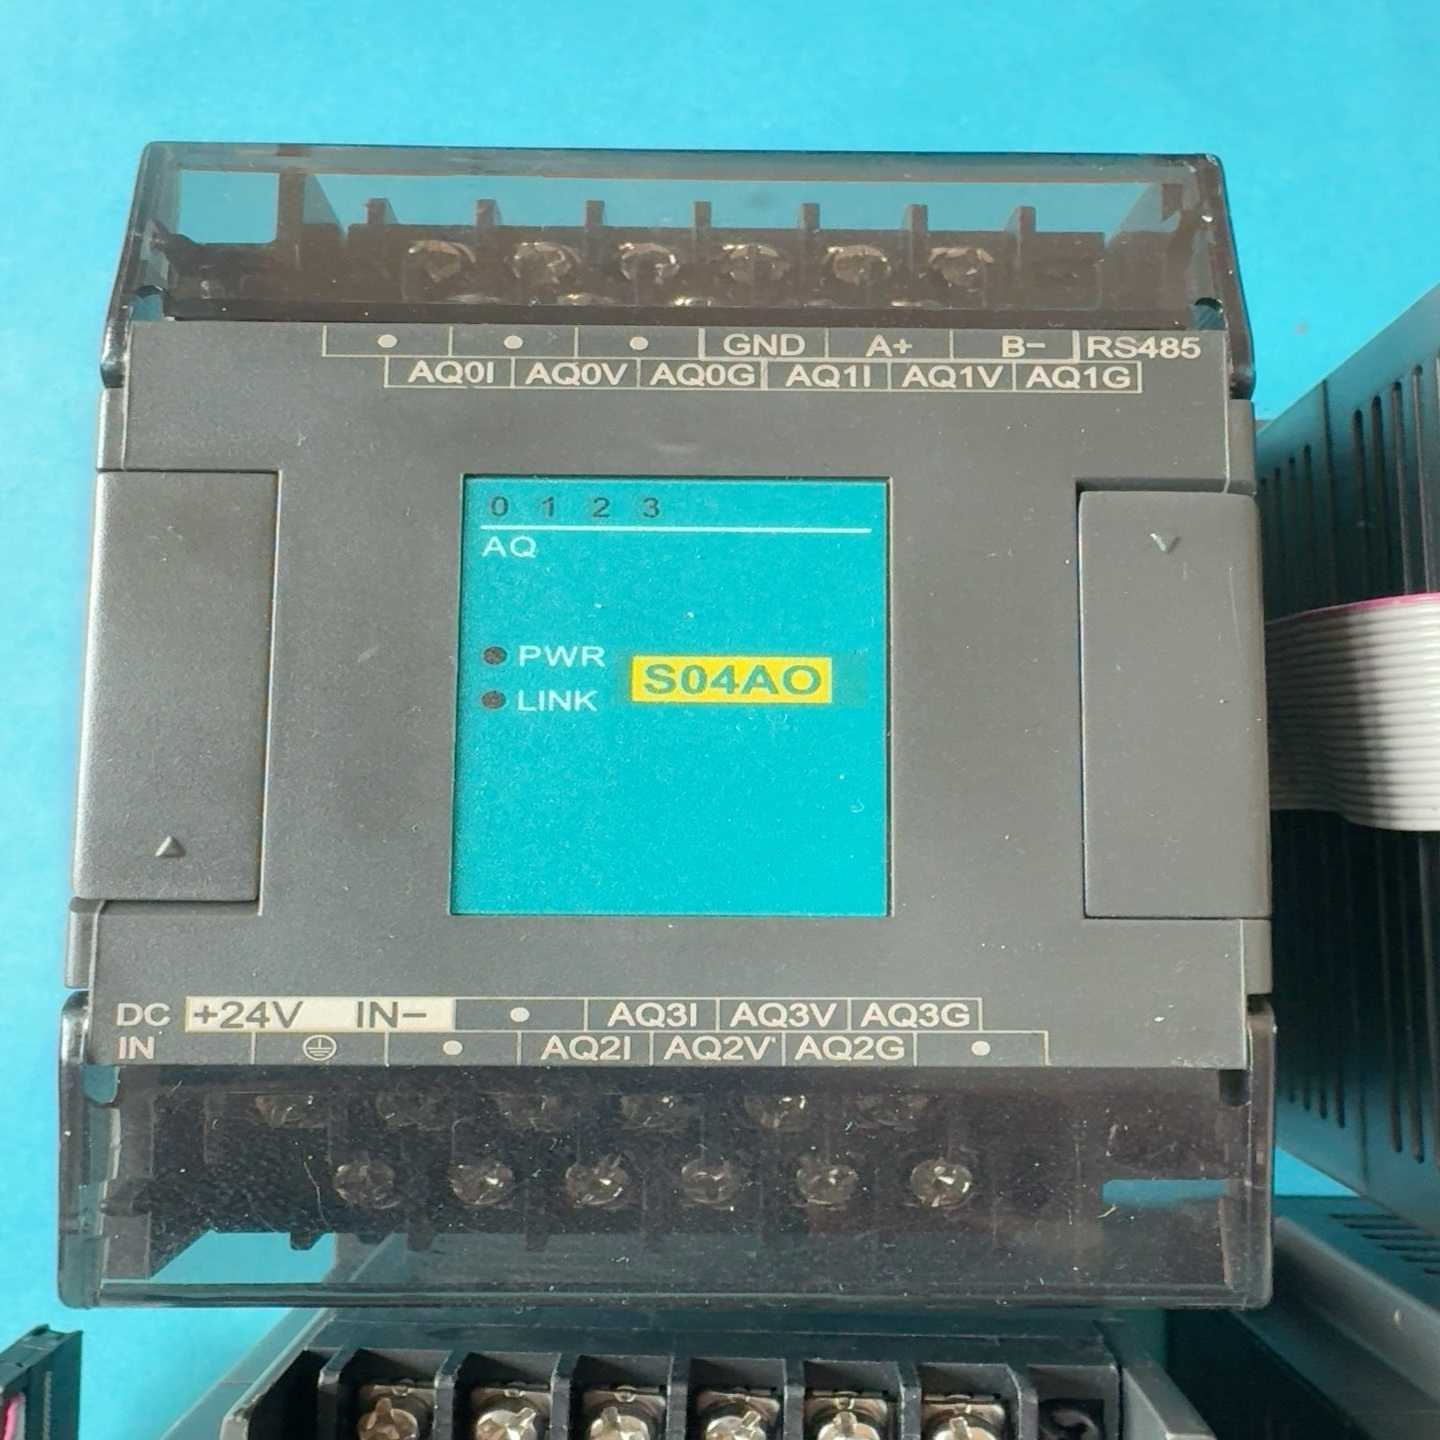 GND A+ B- RS485
AQ0I AQ0V AQ0G AQ1I AQ1V AQ1G
0 1 2 3
AQ
PWR
S04AO
LINK
DC +24V IN- AQ3I AQ3V AQ3G
IN AQ2I AQ2V AQ2G